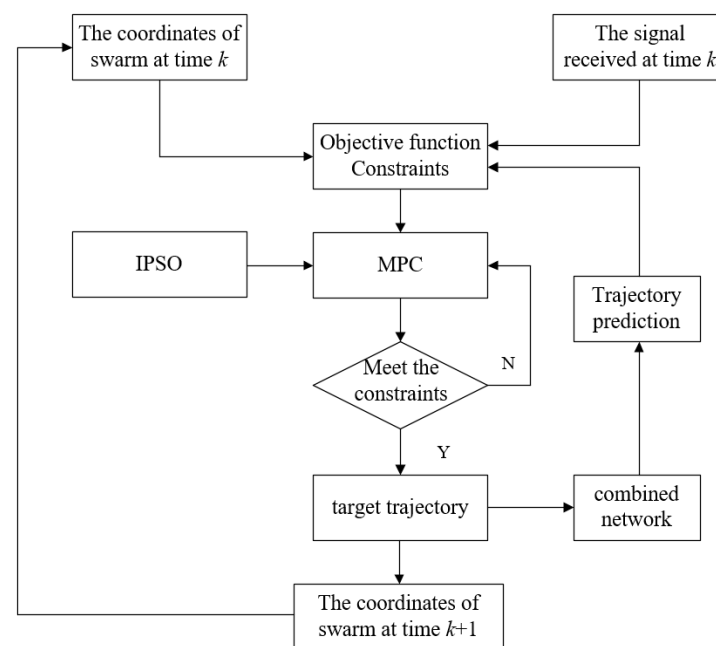 The coordinates of
swarm at time k
The signal
received at time k
Objective function
Constraints
IPSO
MPC
Trajectory
prediction
Meet the
constraints
N
Y
target trajectory
combined
network
The coordinates of
swarm at time k+1